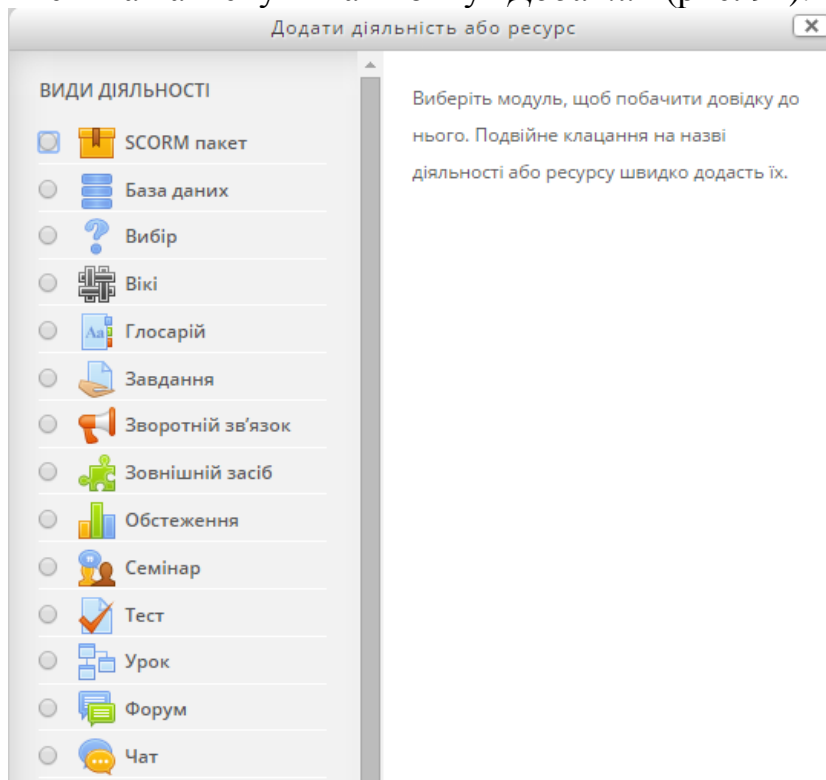 Додати діяльність або ресурс
ВИДИ ДІЯЛЬНОСТІ
SCORM пакет
База даних
Вибір
Вікі
Глосарій
Завдання
Зворотній зв’язок
Зовнішній засіб
Обстеження
Семінар
Тест
Урок
Форум
Чат
Виберіть модуль, щоб побачити довідку до
нього. Подвійне клацання на назві
діяльності або ресурсу швидко додасть їх.